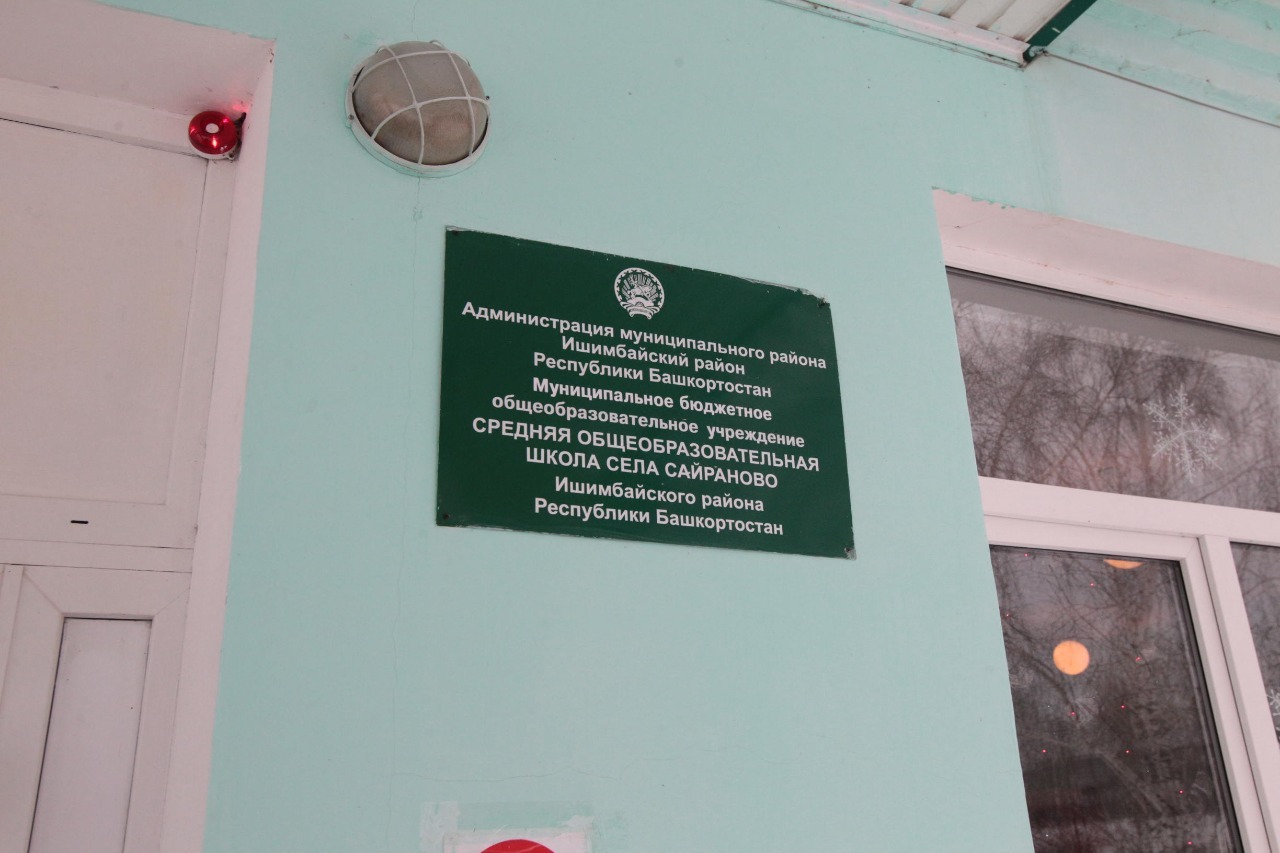 Администрация муниципального района
Ишимбайский район
Республики Башкортостан
Муниципальное бюджетное
общеобразовательное учреждение
СРЕДНЯЯ ОБЩЕОБРАЗОВАТЕЛЬНАЯ
ШКОЛА СЕЛА САЙРАНОВО
Ишимбайского района
Республики Башкортостан